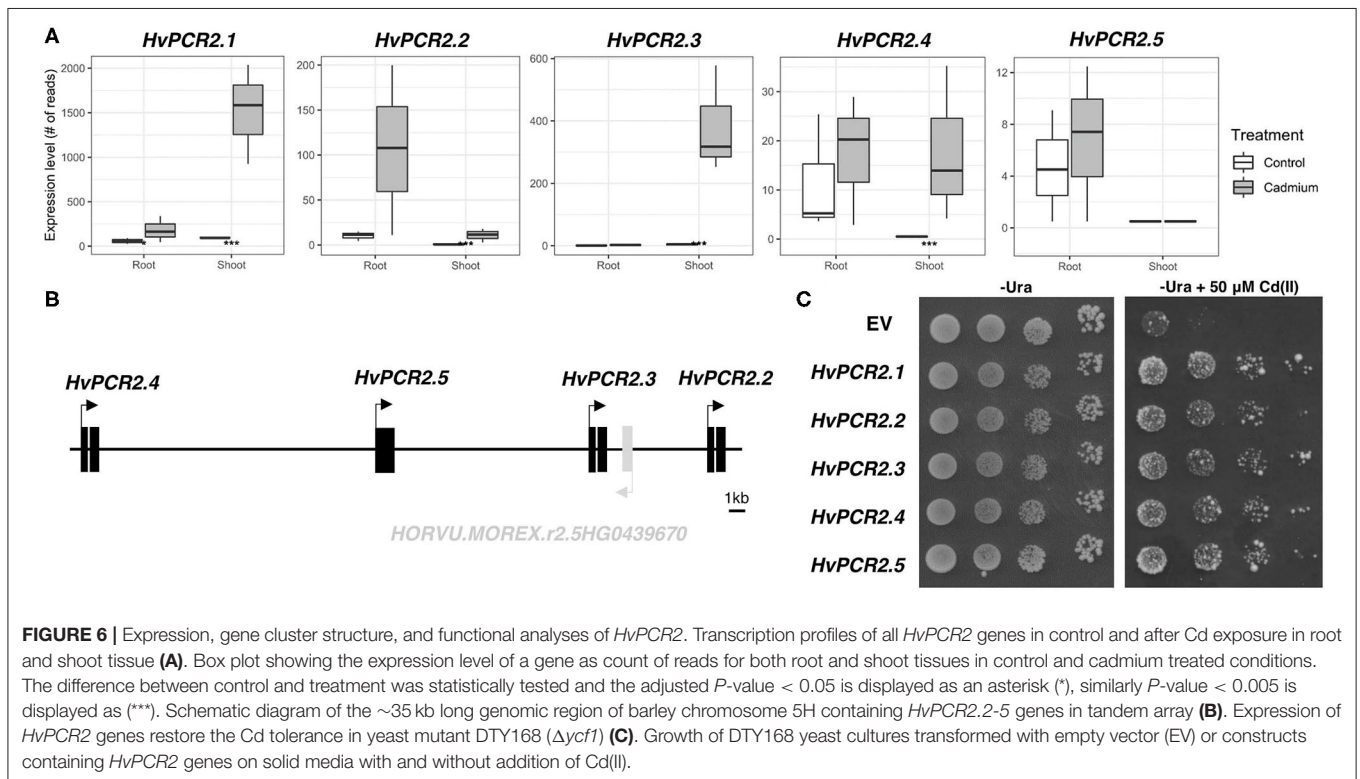 A
HvPCR2.1
HvPCR2.2
HvPCR2.3
HvPCR2.4
HvPCR2.5
Expression level (# of reads)
2000
1500
1000
500
0
*
***
Root
Shoot
200
150
100
50
0
***
Root
Shoot
600
400
200
0
***
Root
Shoot
30
20
10
0
***
Root
Shoot
12
8
4
0
Root
Shoot
Treatment
Control
Cadmium
B
HvPCR2.4
HvPCR2.5
HvPCR2.3
HvPCR2.2
1kb
HORVU.MOREX.r2.5HG0439670
C
-Ura
-Ura + 50 µM Cd(II)
EV
HvPCR2.1
HvPCR2.2
HvPCR2.3
HvPCR2.4
HvPCR2.5
FIGURE 6 | Expression, gene cluster structure, and functional analyses of HvPCR2. Transcription profiles of all HvPCR2 genes in control and after Cd exposure in root
and shoot tissue (A). Box plot showing the expression level of a gene as count of reads for both root and shoot tissues in control and cadmium treated conditions.
The difference between control and treatment was statistically tested and the adjusted P-value < 0.05 is displayed as an asterisk (*), similarly P-value < 0.005 is
displayed as (***). Schematic diagram of the ∼35 kb long genomic region of barley chromosome 5H containing HvPCR2.2-5 genes in tandem array (B). Expression of
HvPCR2 genes restore the Cd tolerance in yeast mutant DTY168 (Δycf1) (C). Growth of DTY168 yeast cultures transformed with empty vector (EV) or constructs
containing HvPCR2 genes on solid media with and without addition of Cd(II).